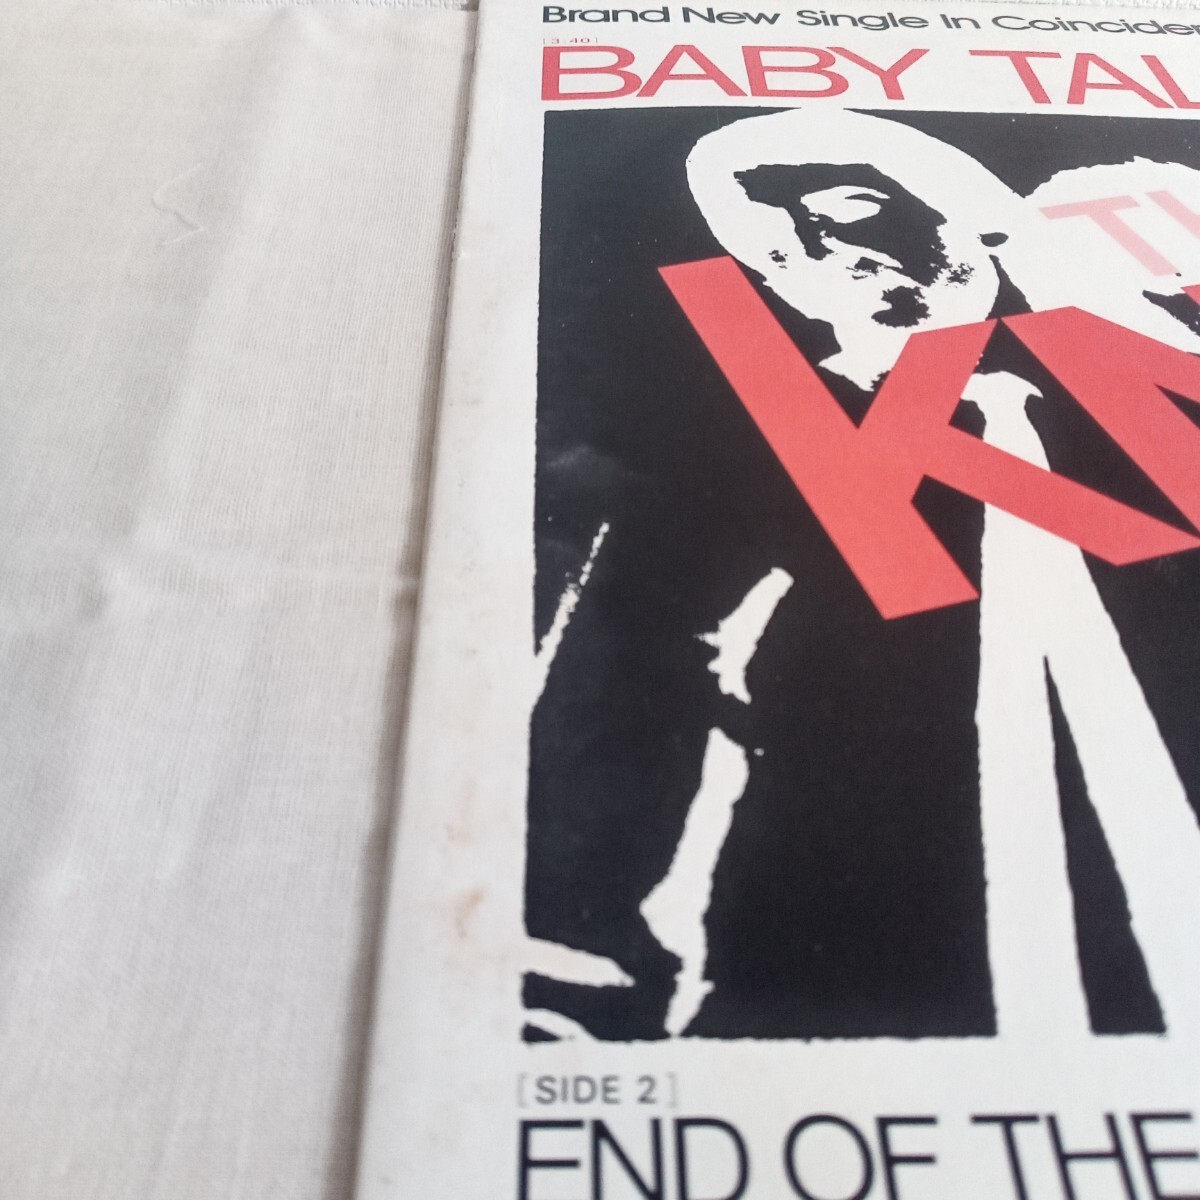 Brand New Single In Coinciden
[3:40]
BABY TAL
TH
KN
[SIDE 2]
END OF THE